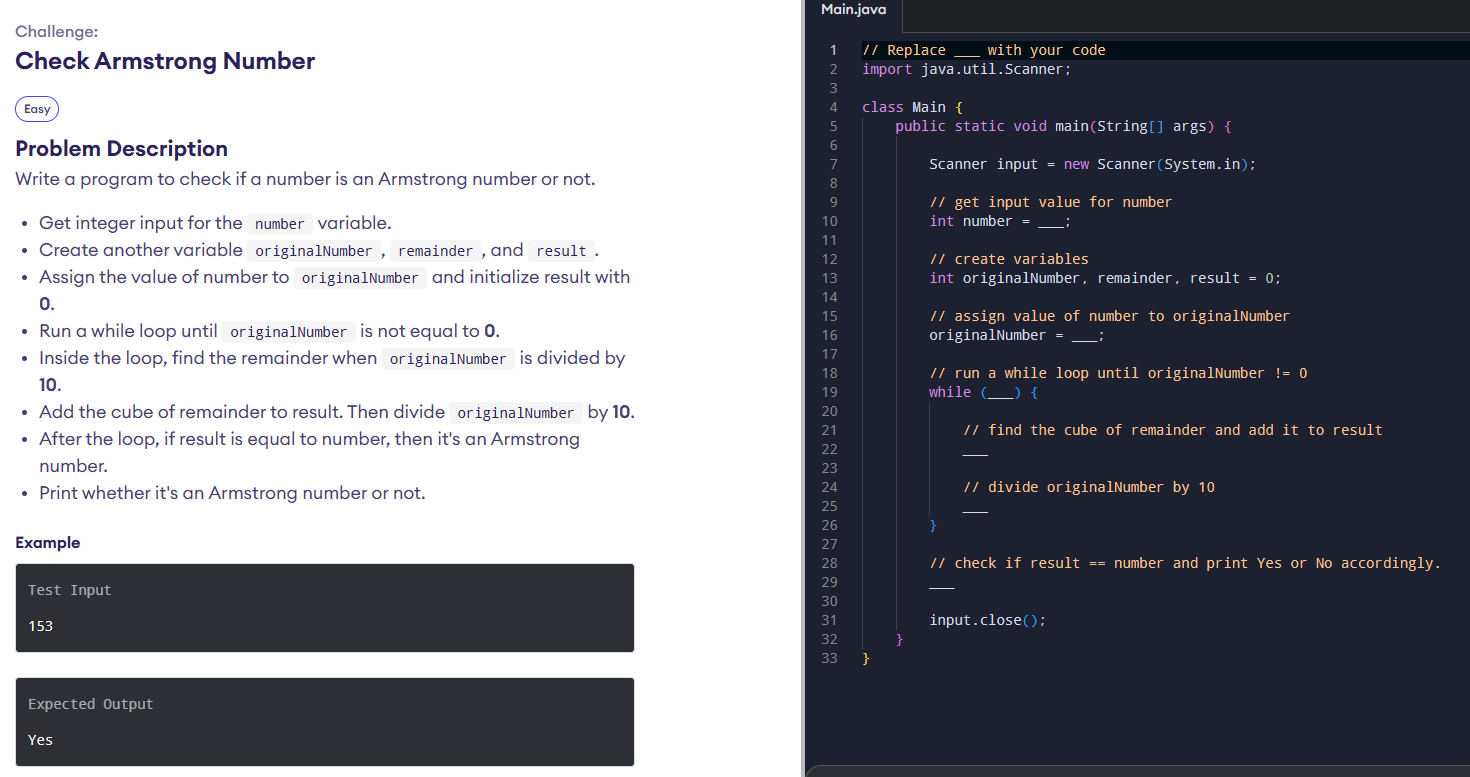 Challenge:
Check Armstrong Number
Easy
Problem Description
Write a program to check if a number is an Armstrong number or not.
• Get integer input for the number variable.
• Create another variable originalNumber , remainder , and result .
• Assign the value of number to originalNumber and initialize result with
0.
• Run a while loop until originalNumber is not equal to 0.
• Inside the loop, find the remainder when originalNumber is divided by
10.
• Add the cube of remainder to result. Then divide originalNumber by 10.
• After the loop, if result is equal to number, then it's an Armstrong
number.
• Print whether it's an Armstrong number or not.
Example
Test Input
153
Expected Output
Yes
Main.java
1 // Replace ___ with your code
2 import java.util.Scanner;
3
4 class Main {
5     public static void main(String[] args) {
6
7         Scanner input = new Scanner(System.in);
8
9         // get input value for number
10         int number = ___;
11
12         // create variables
13         int originalNumber, remainder, result = 0;
14
15         // assign value of number to originalNumber
16         originalNumber = ___;
17
18         // run a while loop until originalNumber != 0
19         while (___) {
20
21             // find the cube of remainder and add it to result
22             ___
23
24             // divide originalNumber by 10
25             ___
26         }
27
28         // check if result == number and print Yes or No accordingly.
29         ___
30
31         input.close();
32     }
33 }